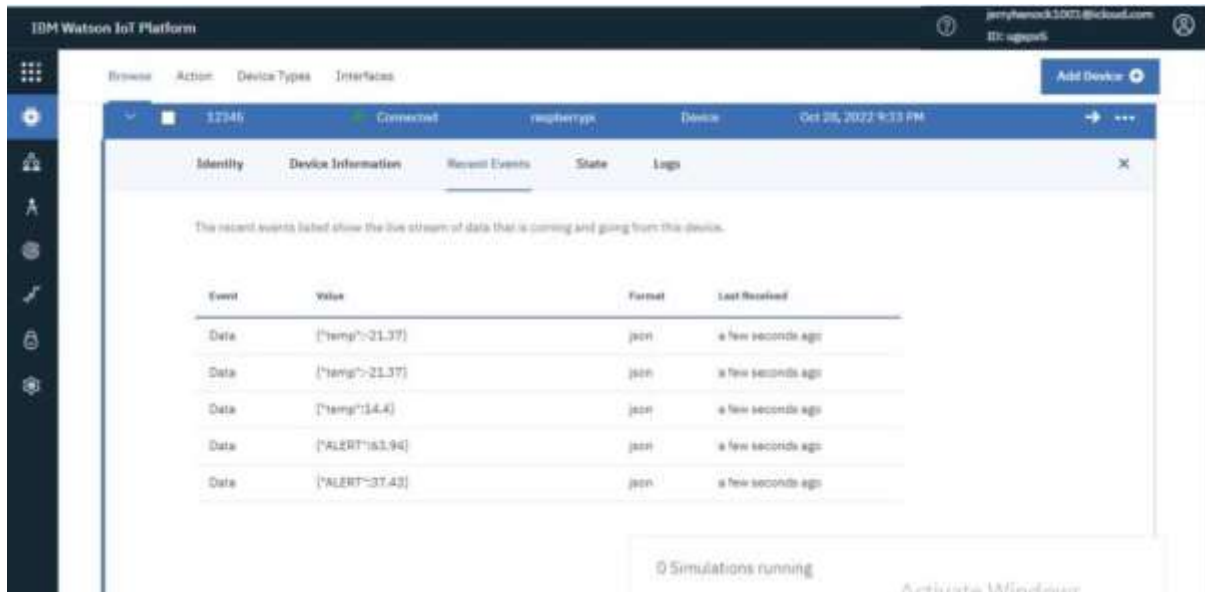 IBM Watson IoT Platform
ID:
Browse Action Device Types Interfaces
Add Device
Connected raspberrypi Device Oct 28, 2022 9:33 PM
Identity Device Information Recent Events State Logs
The recent events listed show the live stream of data that is coming and going from this device.
Event Value Format Last Received
Data {"temp":-21.37} json a few seconds ago
Data {"temp":-21.37} json a few seconds ago
Data {"temp":14.4} json a few seconds ago
Data {"ALERT":63.94} json a few seconds ago
Data {"ALERT":37.43} json a few seconds ago
0 Simulations running
Activate Windows